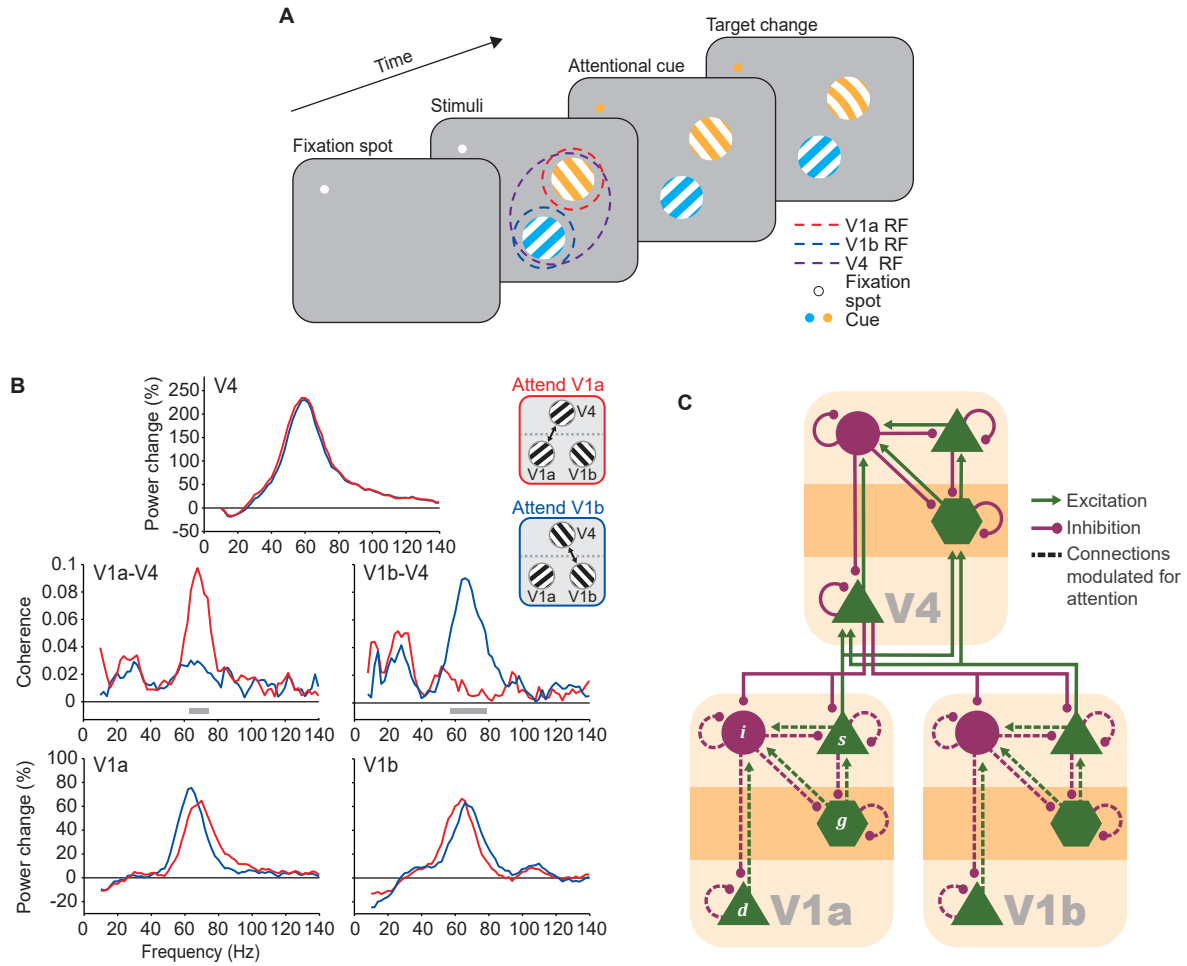 A
Time
Fixation spot
Stimuli
Attentional cue
Target change
V1a RF
V1b RF
V4 RF
Fixation
spot
Cue
B
V4
Power change (%)
250
200
150
100
50
0
-50
0 20 40 60 80 100 120 140
Attend V1a
V4
V1a V1b
Attend V1b
V4
V1a V1b
V1a-V4
Coherence
0.1
0.08
0.06
0.04
0.02
0
0 20 40 60 80 100 120 140
V1b-V4
0 20 40 60 80 100 120 140
V1a
Power change (%)
100
80
60
40
20
0
-20
0 20 40 60 80 100 120 140
Frequency (Hz)
V1b
0 20 40 60 80 100 120 140
C
V4
Excitation
Inhibition
Connections
modulated for
attention
i
s
g
d
V1a
V1b